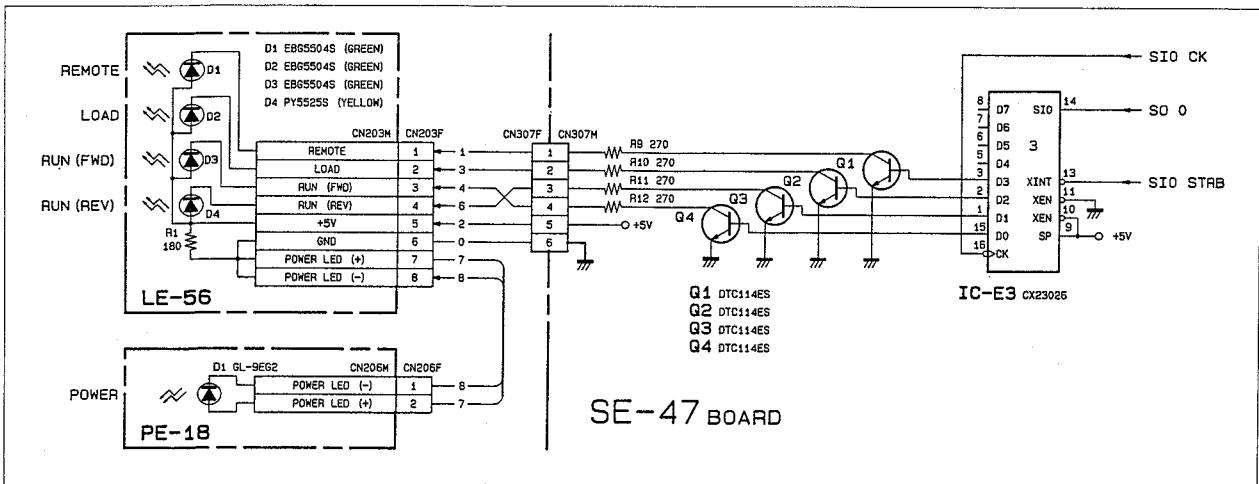 D1 EBG5504S (GREEN)
D2 EBG5504S (GREEN)
D3 EBG5504S (GREEN)
D4 PY5525S (YELLOW)
REMOTE
D1
LOAD
D2
RUN (FWD)
D3
RUN (REV)
D4
R1
180
CN203M CN203F
REMOTE 1
LOAD 2
RUN (FWD) 3
RUN (REV) 4
+5V 5
GND 6
POWER LED (+) 7
POWER LED (-) 8
LE-56
1
3
4
6
2
0
7
8
CN307F CN307M
1
2
3
4
5
6
R9 270
R10 270
R11 270
R12 270
+5V
Q1
Q2
Q3
Q4
Q1 DTC114ES
Q2 DTC114ES
Q3 DTC114ES
Q4 DTC114ES
SIO CK
SO 0
SIO STRB
+5V
8 D7 SIO 14
7 D6
6 D5 3
5 D4
3 D3 XINT 13
2 D2 XEN 11
1 D1 XEN 10
15 D0 SP 9
16 CK
IC-E3 CX23026
POWER
D1 GL-9EG2
CN206M CN206F
POWER LED (-) 1
POWER LED (+) 2
8
7
PE-18
SE-47 BOARD